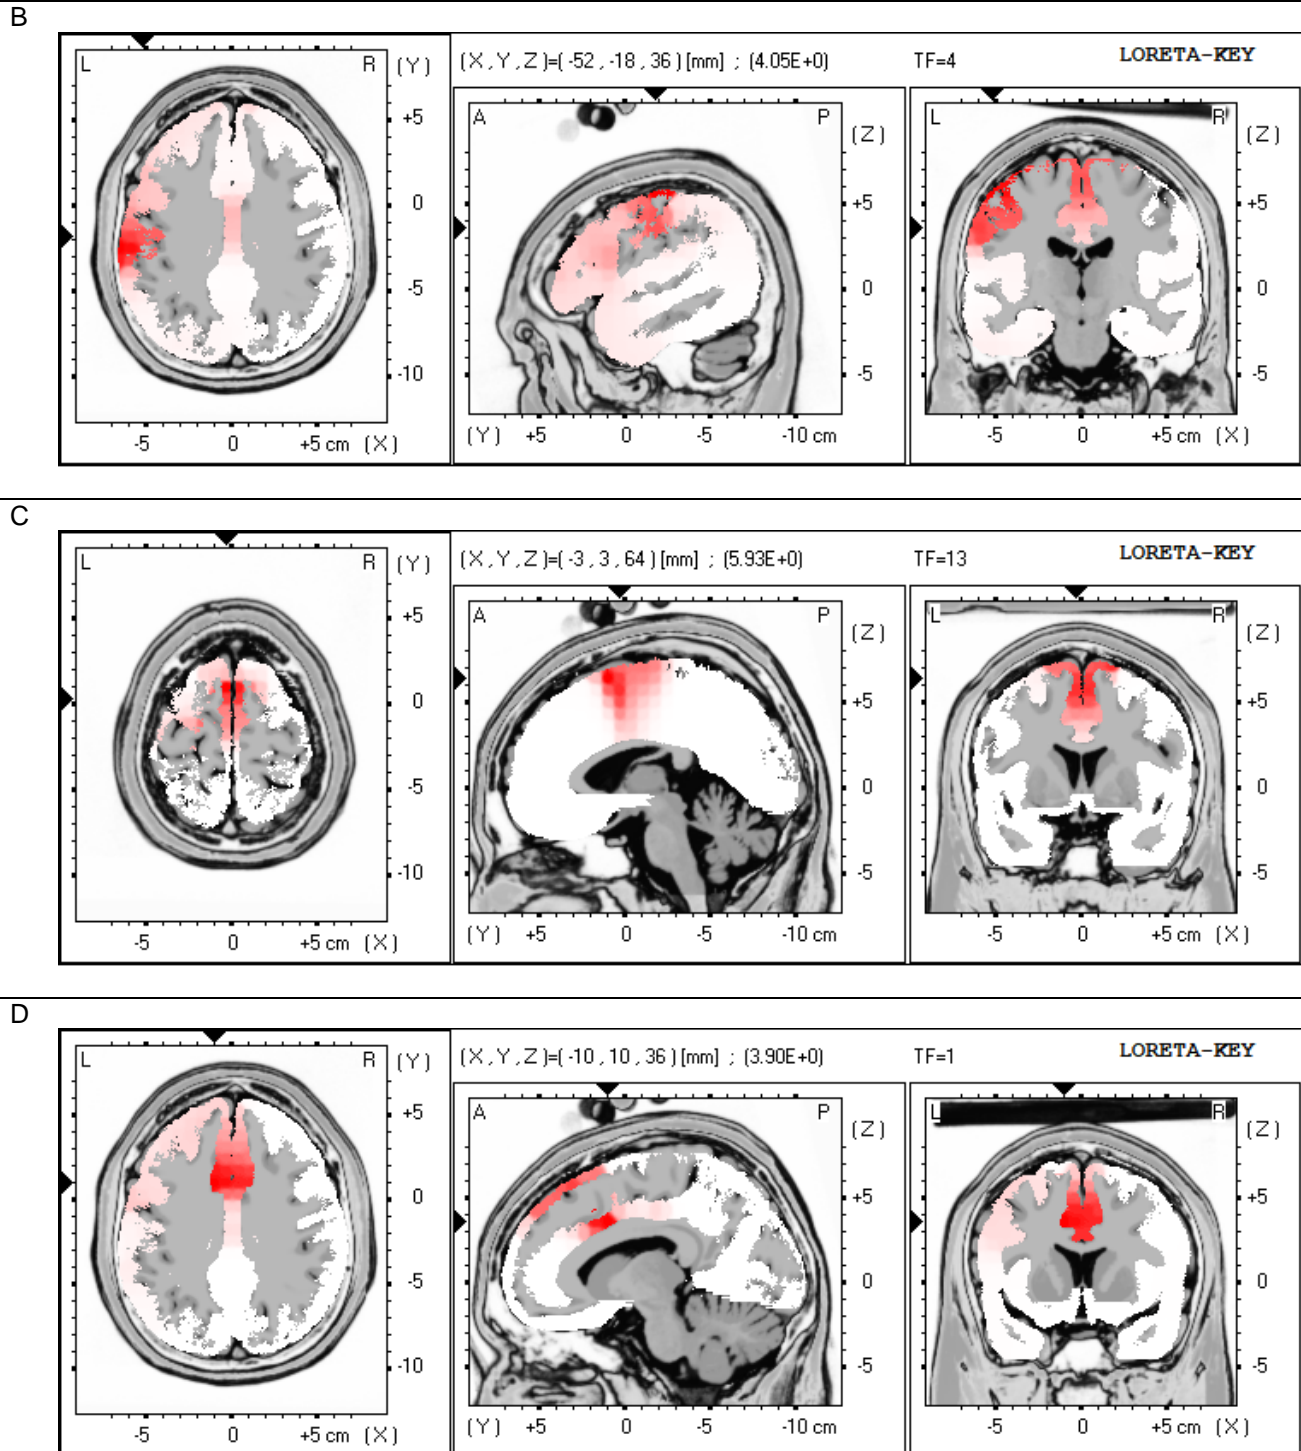 B
L R (Y)
+5
0
-5
-10
-5 0 +5 cm (X)
(X,Y,Z)=(-52,-18,36)[mm] ; (4.05E+0) TF=4 LORETA-KEY
A P (Z)
+5
0
-5
(Y) +5 0 -5 -10 cm
L R (Z)
+5
0
-5
-5 0 +5 cm (X)
C
L R (Y)
+5
0
-5
-10
-5 0 +5 cm (X)
(X,Y,Z)=(-3,3,64)[mm] ; (5.93E+0) TF=13 LORETA-KEY
A P (Z)
+5
0
-5
(Y) +5 0 -5 -10 cm
L R (Z)
+5
0
-5
-5 0 +5 cm (X)
D
L R (Y)
+5
0
-5
-10
-5 0 +5 cm (X)
(X,Y,Z)=(-10,10,36)[mm] ; (3.90E+0) TF=1 LORETA-KEY
A P (Z)
+5
0
-5
(Y) +5 0 -5 -10 cm
L R (Z)
+5
0
-5
-5 0 +5 cm (X)